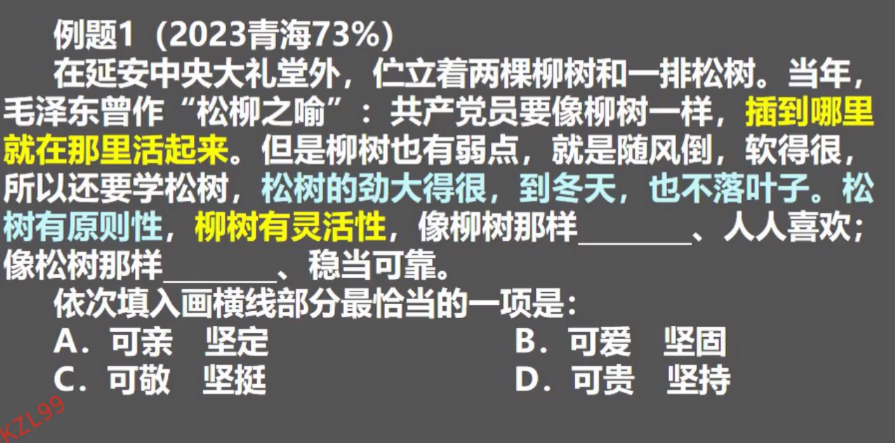 例题1（2023青海73%）
在延安中央大礼堂外，伫立着两棵柳树和一排松树。当年，
毛泽东曾作“松柳之喻”：共产党员要像柳树一样，插到哪里
就在那里活起来。但是柳树也有弱点，就是随风倒，软得很，
所以还要学松树，松树的劲大得很，到冬天，也不落叶子。松
树有原则性，柳树有灵活性，像柳树那样________、人人喜欢；
像松树那样________、稳当可靠。
依次填入画横线部分最恰当的一项是：
A．可亲　坚定　　B．可爱　坚固
C．可敬　坚挺　　D．可贵　坚持
KZL99